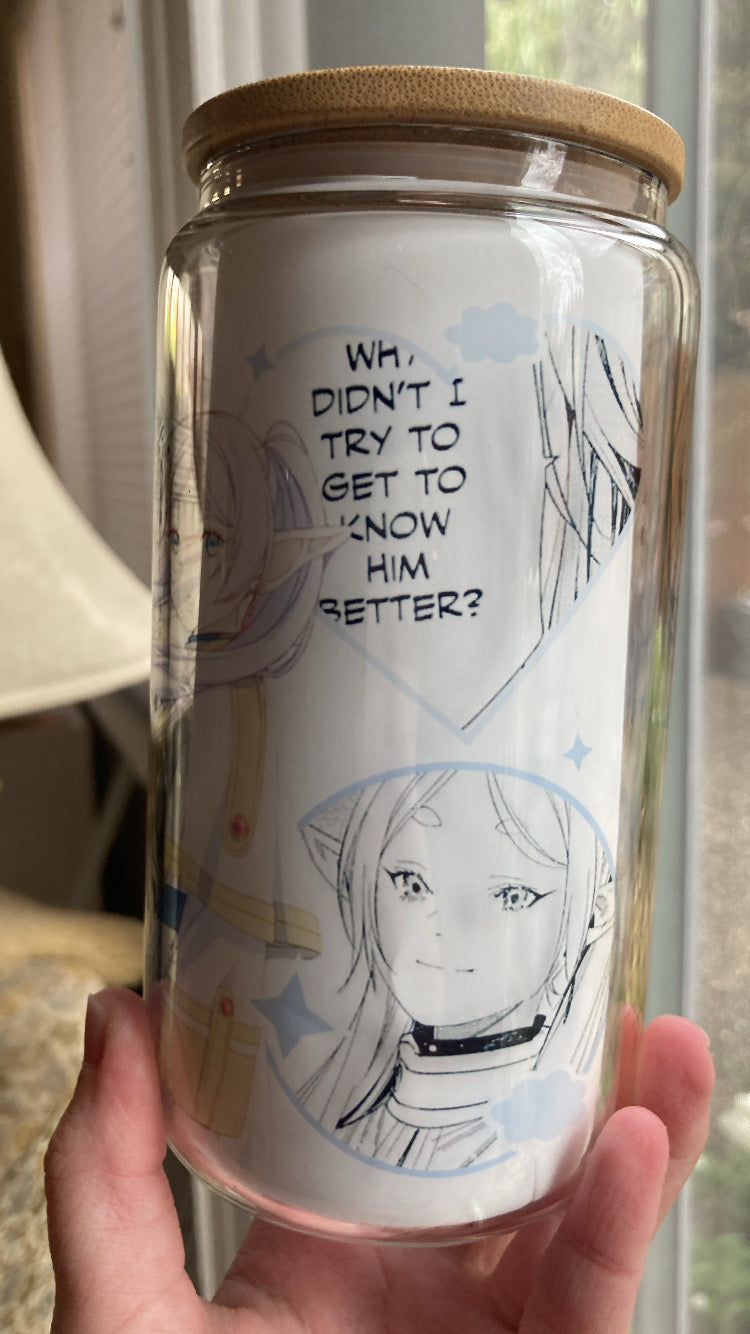 WHY
DIDN'T I
TRY TO
GET TO
KNOW
HIM
BETTER?